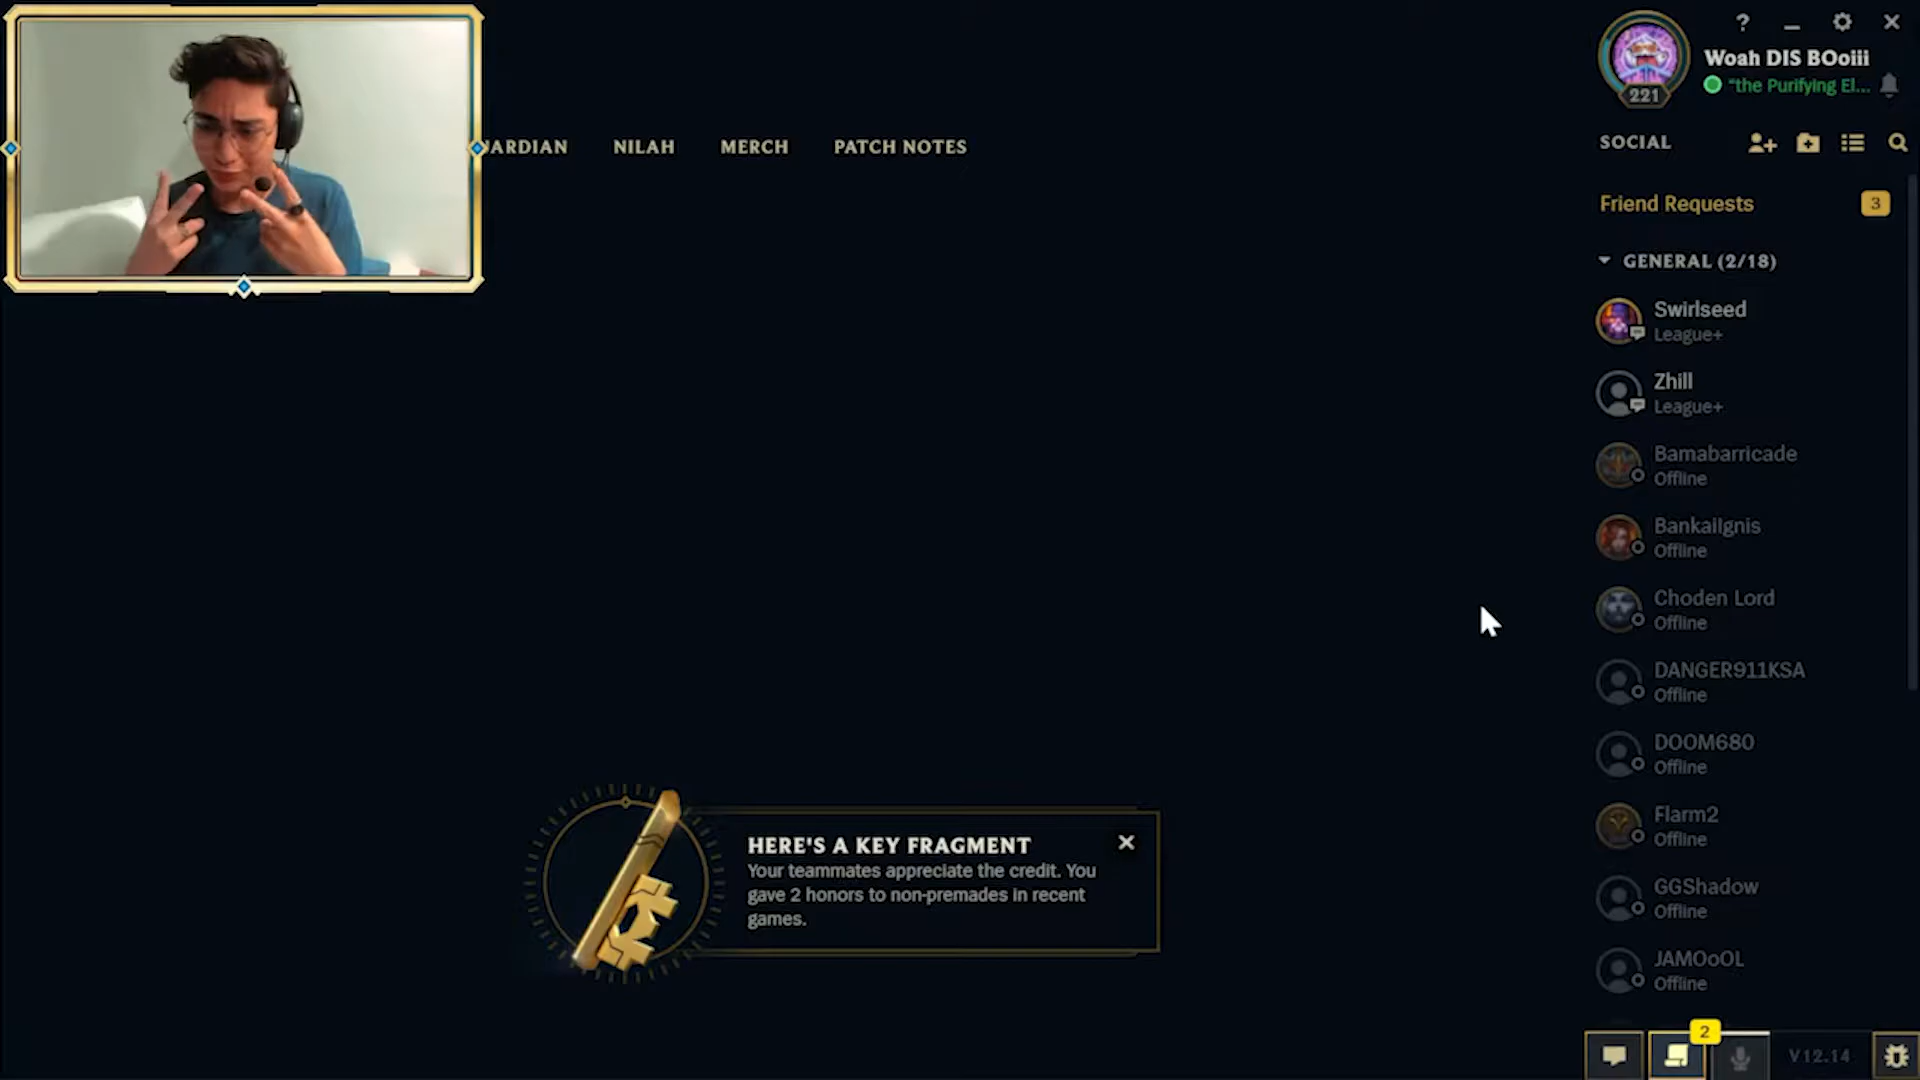 ?
Woah DIS BOoiii
221
"the Purifying El...
ARDIAN
NILAH
MERCH
PATCH NOTES
SOCIAL
Friend Requests
3
GENERAL (2/18)
Swirlseed
League+
Zhill
League+
Bamabarricade
Offline
BankaiIgnis
Offline
Choden Lord
Offline
DANGER911KSA
Offline
DOOM680
Offline
Flarm2
Offline
GGShadow
Offline
JAMOoOL
Offline
HERE'S A KEY FRAGMENT
Your teammates appreciate the credit. You
gave 2 honors to non-premades in recent
games.
2
V12.14